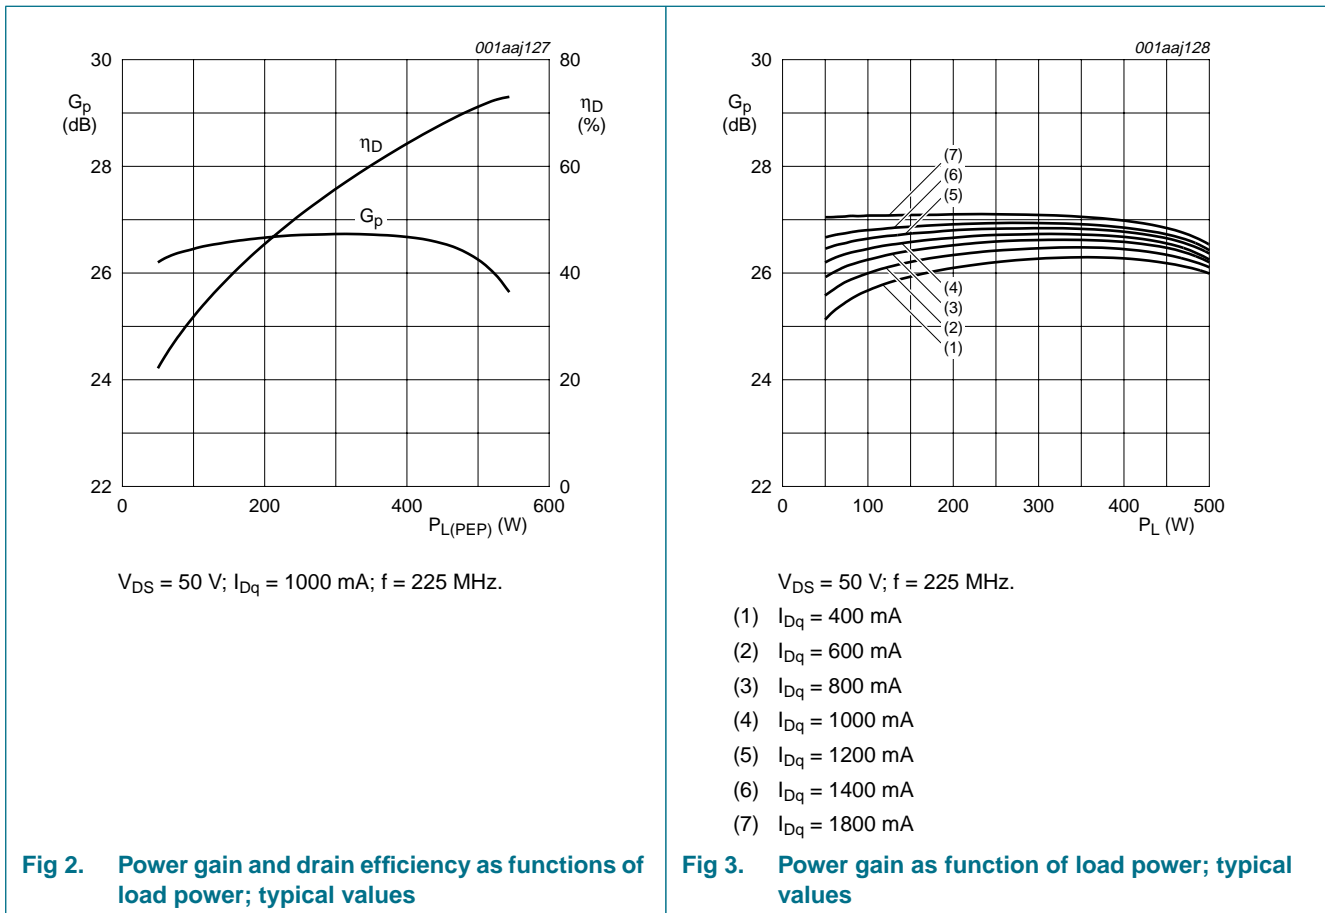 001aaj127
30
28
26
24
22
Gp
(dB)
80
60
40
20
0
ηD
(%)
ηD
Gp
0
200
400
600
PL(PEP) (W)
VDS = 50 V; IDq = 1000 mA; f = 225 MHz.
Fig 2. Power gain and drain efficiency as functions of
load power; typical values
001aaj128
30
28
26
24
22
Gp
(dB)
(7)
(6)
(5)
(4)
(3)
(2)
(1)
0
100
200
300
400
500
PL (W)
VDS = 50 V; f = 225 MHz.
(1) IDq = 400 mA
(2) IDq = 600 mA
(3) IDq = 800 mA
(4) IDq = 1000 mA
(5) IDq = 1200 mA
(6) IDq = 1400 mA
(7) IDq = 1800 mA
Fig 3. Power gain as function of load power; typical
values